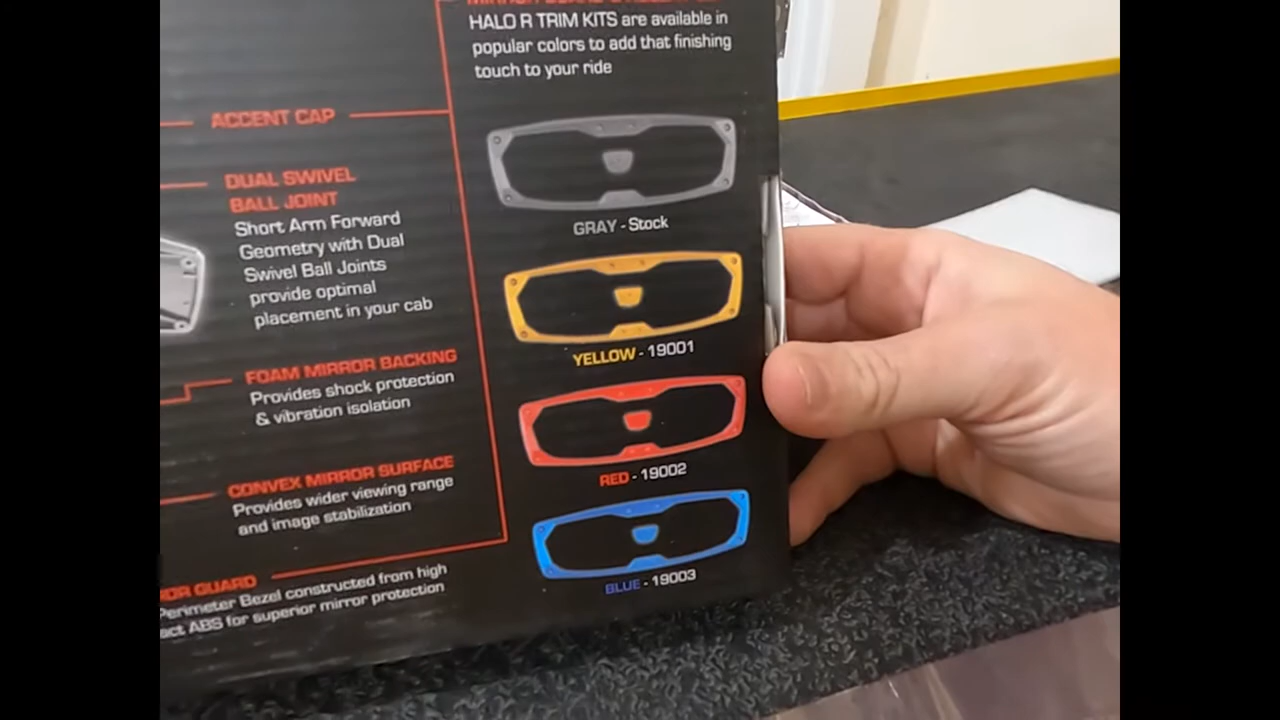 HALO R TRIM KITS are available in
popular colors to add that finishing
touch to your ride
ACCENT CAP
DUAL SWIVEL
BALL JOINT
Short Arm Forward
Geometry with Dual
Swivel Ball Joints
provide optimal
placement in your cab
FOAM MIRROR BACKING
Provides shock protection
& vibration isolation
CONVEX MIRROR SURFACE
Provides wider viewing range
and image stabilization
GUARD
Perimeter Bezel constructed from high
ABS for superior mirror protection
GRAY - Stock
YELLOW - 19001
RED - 19002
BLUE - 19003